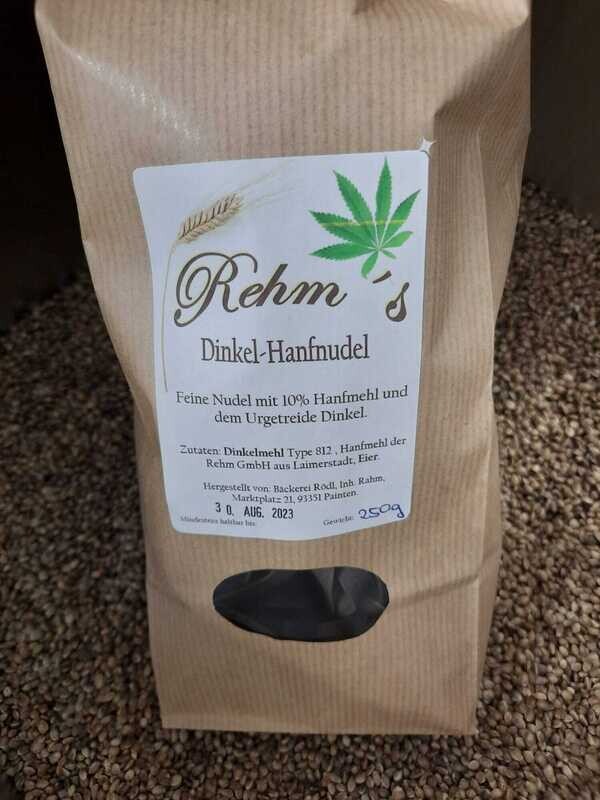 Rehm´s
Dinkel-Hanfnudel
Feine Nudel mit 10% Hanfmehl und
dem Urgetreide Dinkel.
Zutaten: Dinkelmehl Type 812 , Hanfmehl der
Rehm GmbH aus Laimerstadt, Eier.
Hergestellt von: Bäckerei Rödl, Inh. Rahm,
Marktplatz 21, 93351 Painten.
30. AUG. 2023
Mindestens haltbar bis: Gewicht: 250g